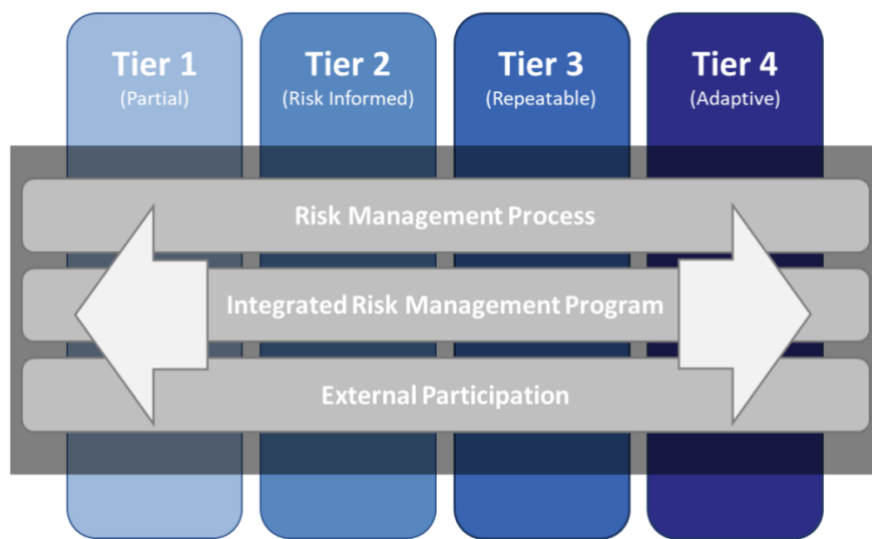 Tier 1
(Partial)
Tier 2
(Risk Informed)
Tier 3
(Repeatable)
Tier 4
(Adaptive)
Risk Management Process
Integrated Risk Management Program
External Participation